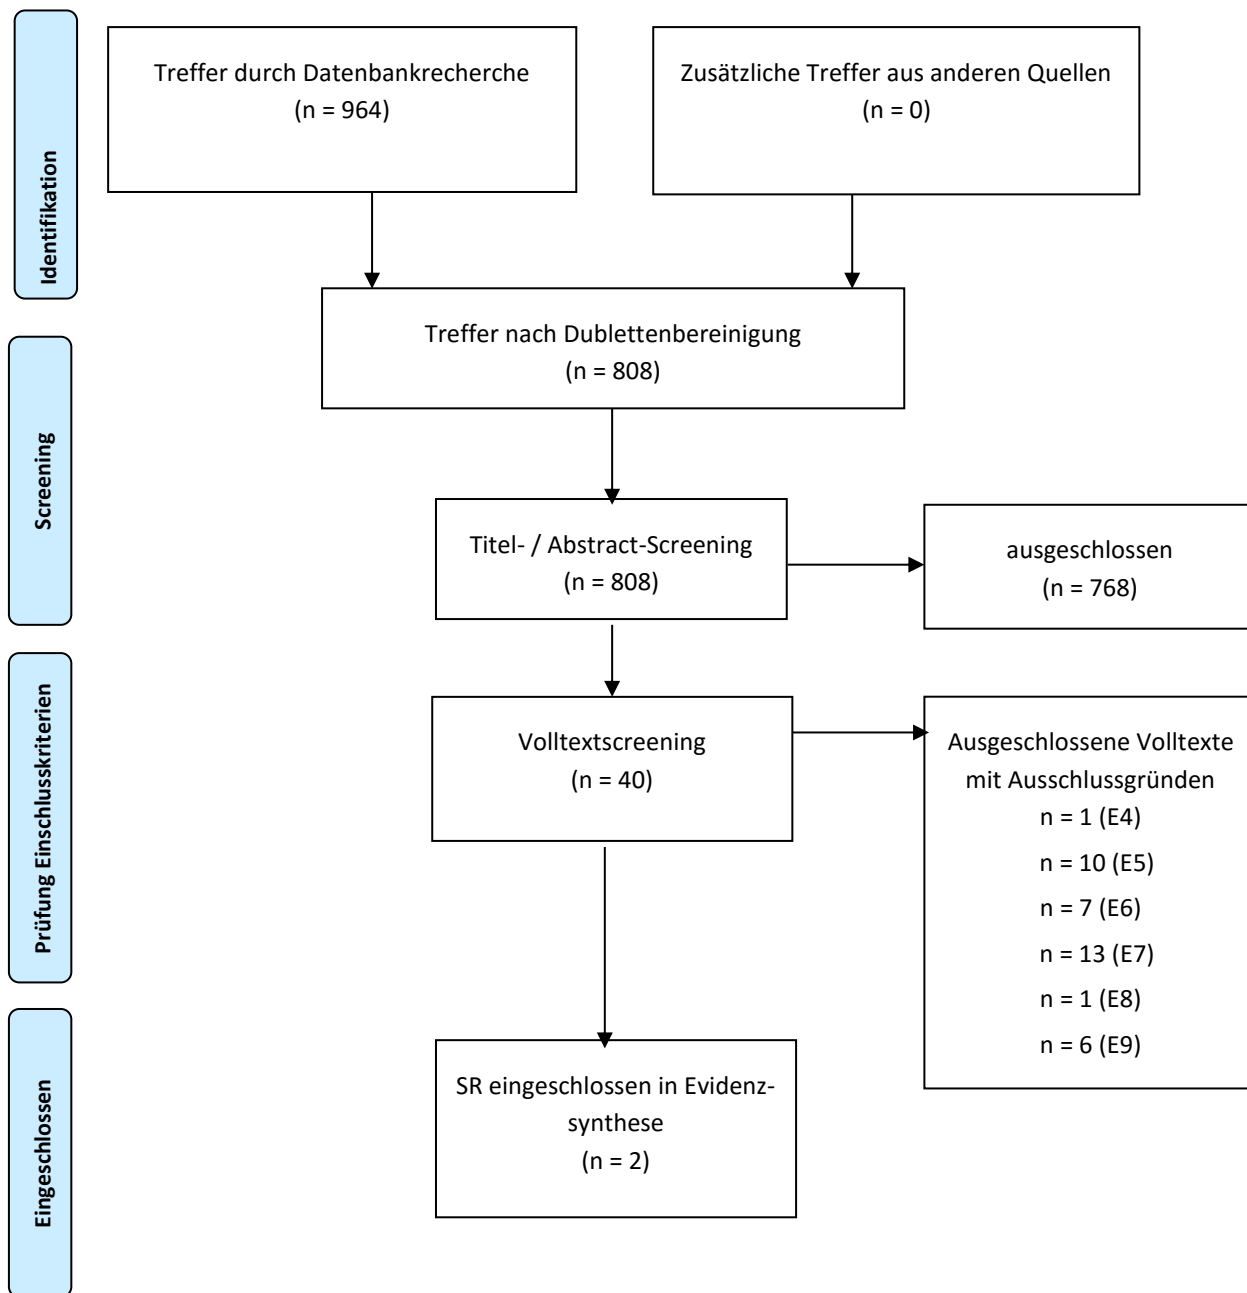 Identifikation
Treffer durch Datenbankrecherche
(n = 964)
Zusätzliche Treffer aus anderen Quellen
(n = 0)
Treffer nach Dublettenbereinigung
(n = 808)
Screening
Titel- / Abstract-Screening
(n = 808)
ausgeschlossen
(n = 768)
Prüfung Einschlusskriterien
Volltextscreening
(n = 40)
Ausgeschlossene Volltexte
mit Ausschlussgründen
n = 1 (E4)
n = 10 (E5)
n = 7 (E6)
n = 13 (E7)
n = 1 (E8)
n = 6 (E9)
Eingeschlossen
SR eingeschlossen in Evidenz-
synthese
(n = 2)